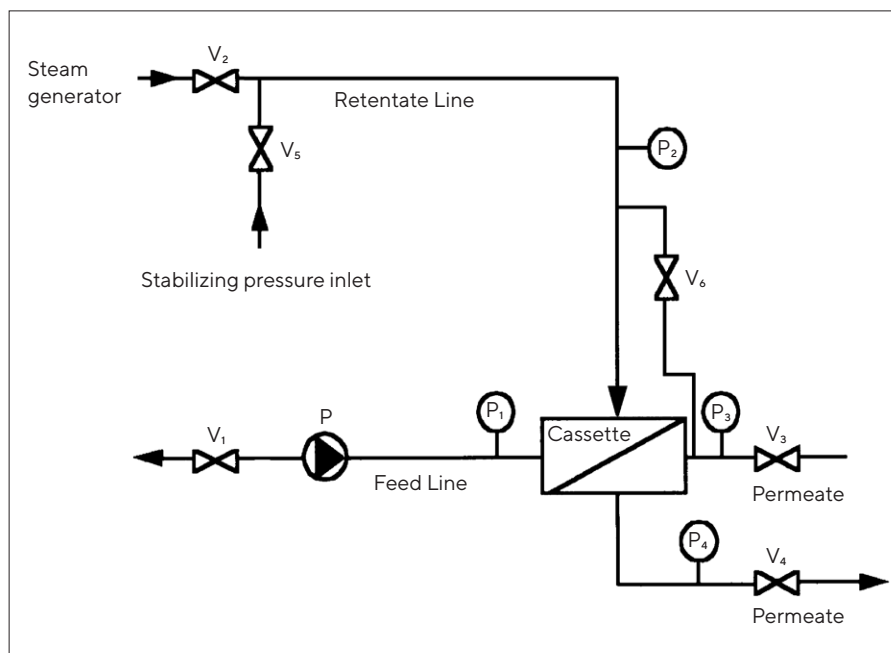 V₂
Steam
generator
Retentate Line
V₅
P₂
Stabilizing pressure inlet
V₆
P₁
P₃
P
Cassette
V₁
V₃
Feed Line
Permeate
P₄
V₄
Permeate